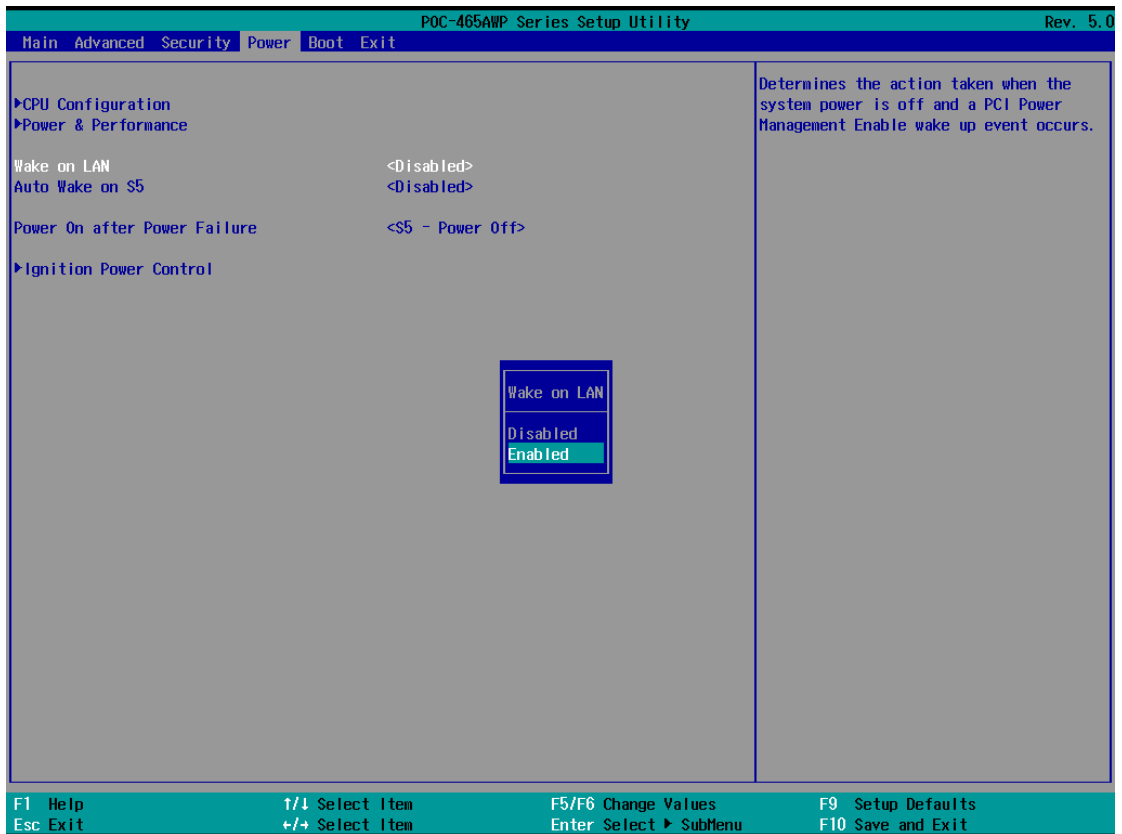 POC-465AWP Series Setup Utility Rev. 5.0
Main Advanced Security Power Boot Exit
▶CPU Configuration
▶Power & Performance
Wake on LAN <Disabled>
Auto Wake on S5 <Disabled>
Power On after Power Failure <S5 - Power Off>
▶Ignition Power Control
Determines the action taken when the
system power is off and a PCI Power
Management Enable wake up event occurs.
Wake on LAN
Disabled
Enabled
F1 Help ↑/↓ Select Item F5/F6 Change Values F9 Setup Defaults
Esc Exit ←/→ Select Item Enter Select ▶ SubMenu F10 Save and Exit